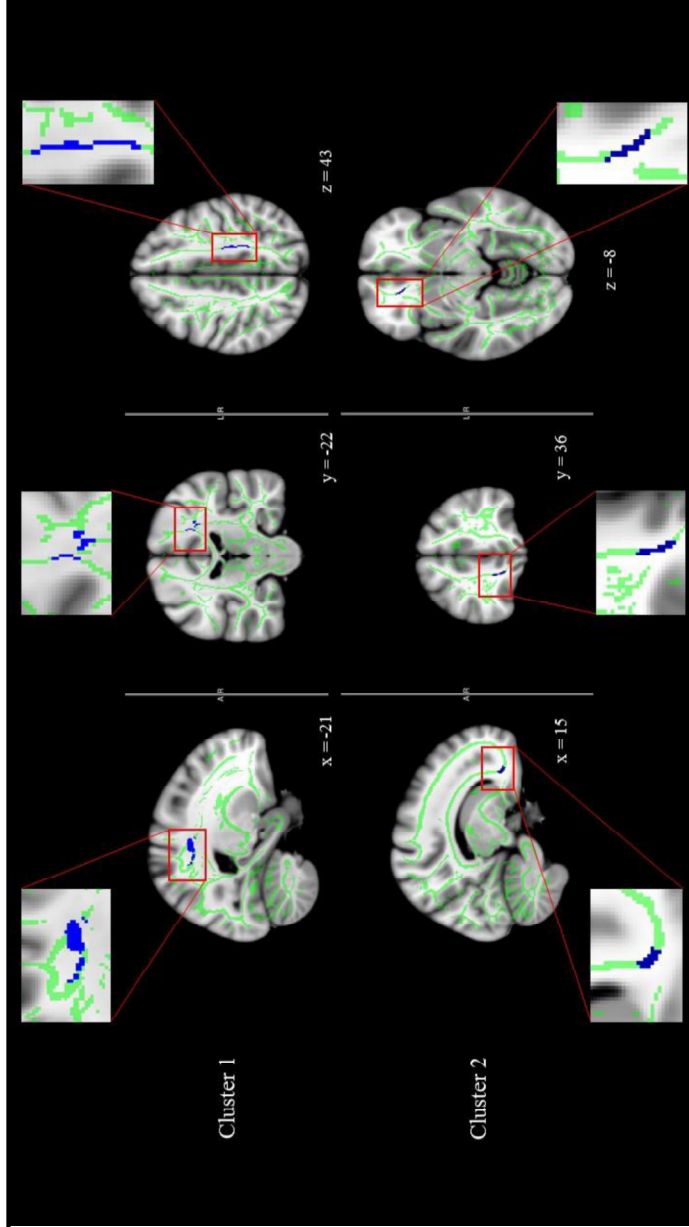 Cluster 1
x = -21
A R
y = -22
L R
z = 43
Cluster 2
x = 15
A R
y = 36
L R
z = -8